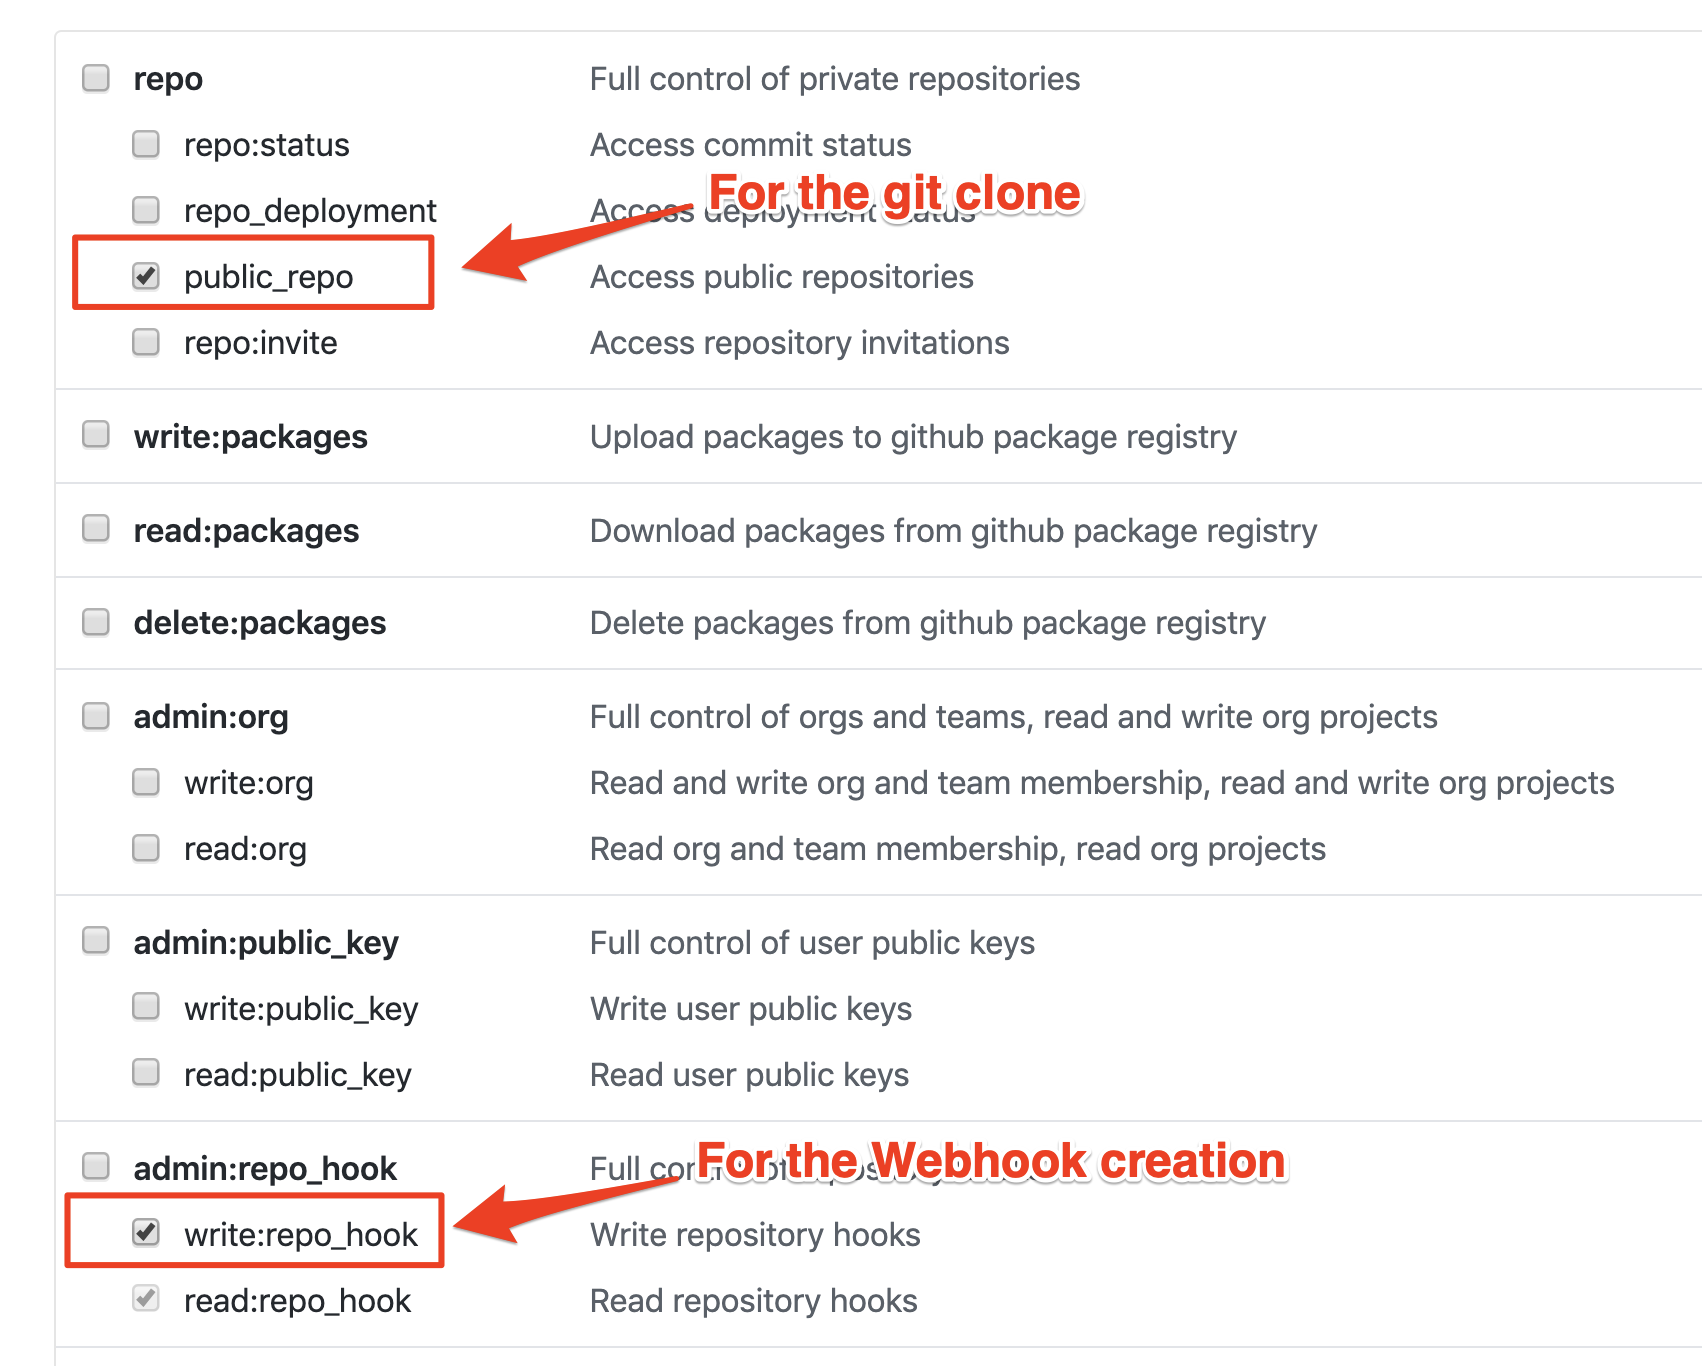 repo Full control of private repositories
repo:status Access commit status
For the git clone
repo_deployment Access deployment status
public_repo Access public repositories
repo:invite Access repository invitations
write:packages Upload packages to github package registry
read:packages Download packages from github package registry
delete:packages Delete packages from github package registry
admin:org Full control of orgs and teams, read and write org projects
write:org Read and write org and team membership, read and write org projects
read:org Read org and team membership, read org projects
admin:public_key Full control of user public keys
write:public_key Write user public keys
read:public_key Read user public keys
For the Webhook creation
admin:repo_hook Full control of repository
write:repo_hook Write repository hooks
read:repo_hook Read repository hooks